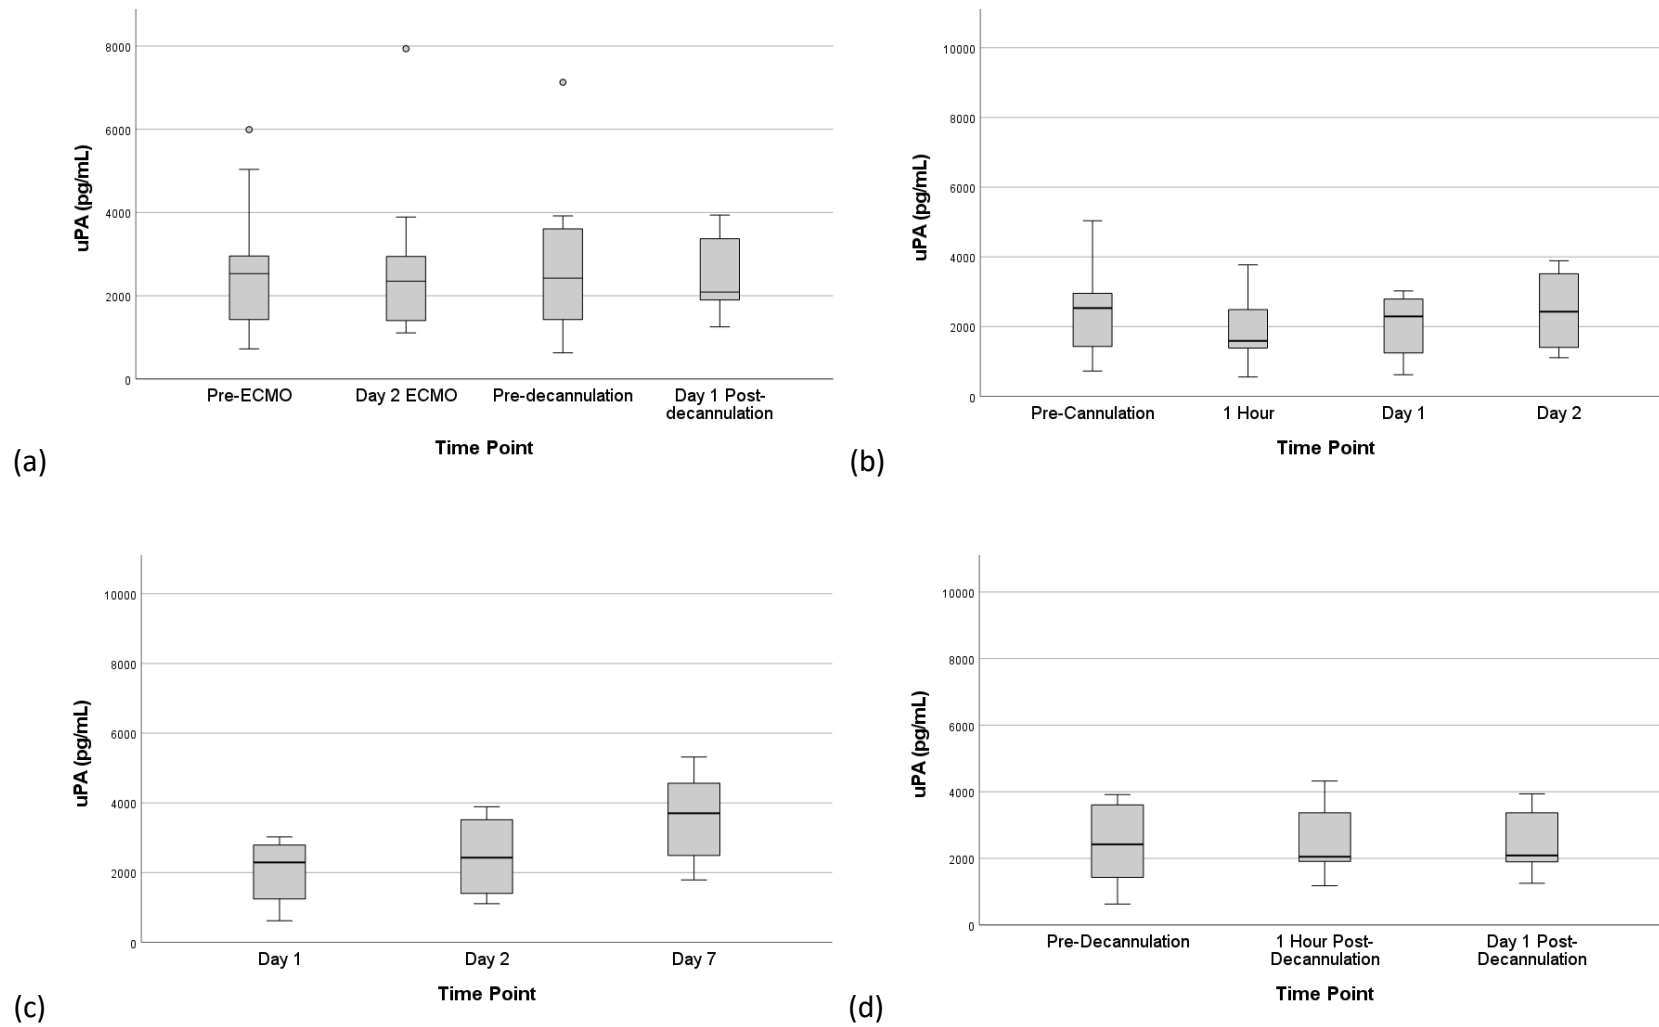 8000
6000
4000
2000
0
uPA (pg/mL)
Pre-ECMO
Day 2 ECMO
Pre-decannulation
Day 1 Post-
decannulation
Time Point
(a)
10000
8000
6000
4000
2000
0
uPA (pg/mL)
Pre-Cannulation
1 Hour
Day 1
Day 2
Time Point
(b)
10000
8000
6000
4000
2000
0
uPA (pg/mL)
Day 1
Day 2
Day 7
Time Point
(c)
10000
8000
6000
4000
2000
0
uPA (pg/mL)
Pre-Decannulation
1 Hour Post-
Decannulation
Day 1 Post-
Decannulation
Time Point
(d)